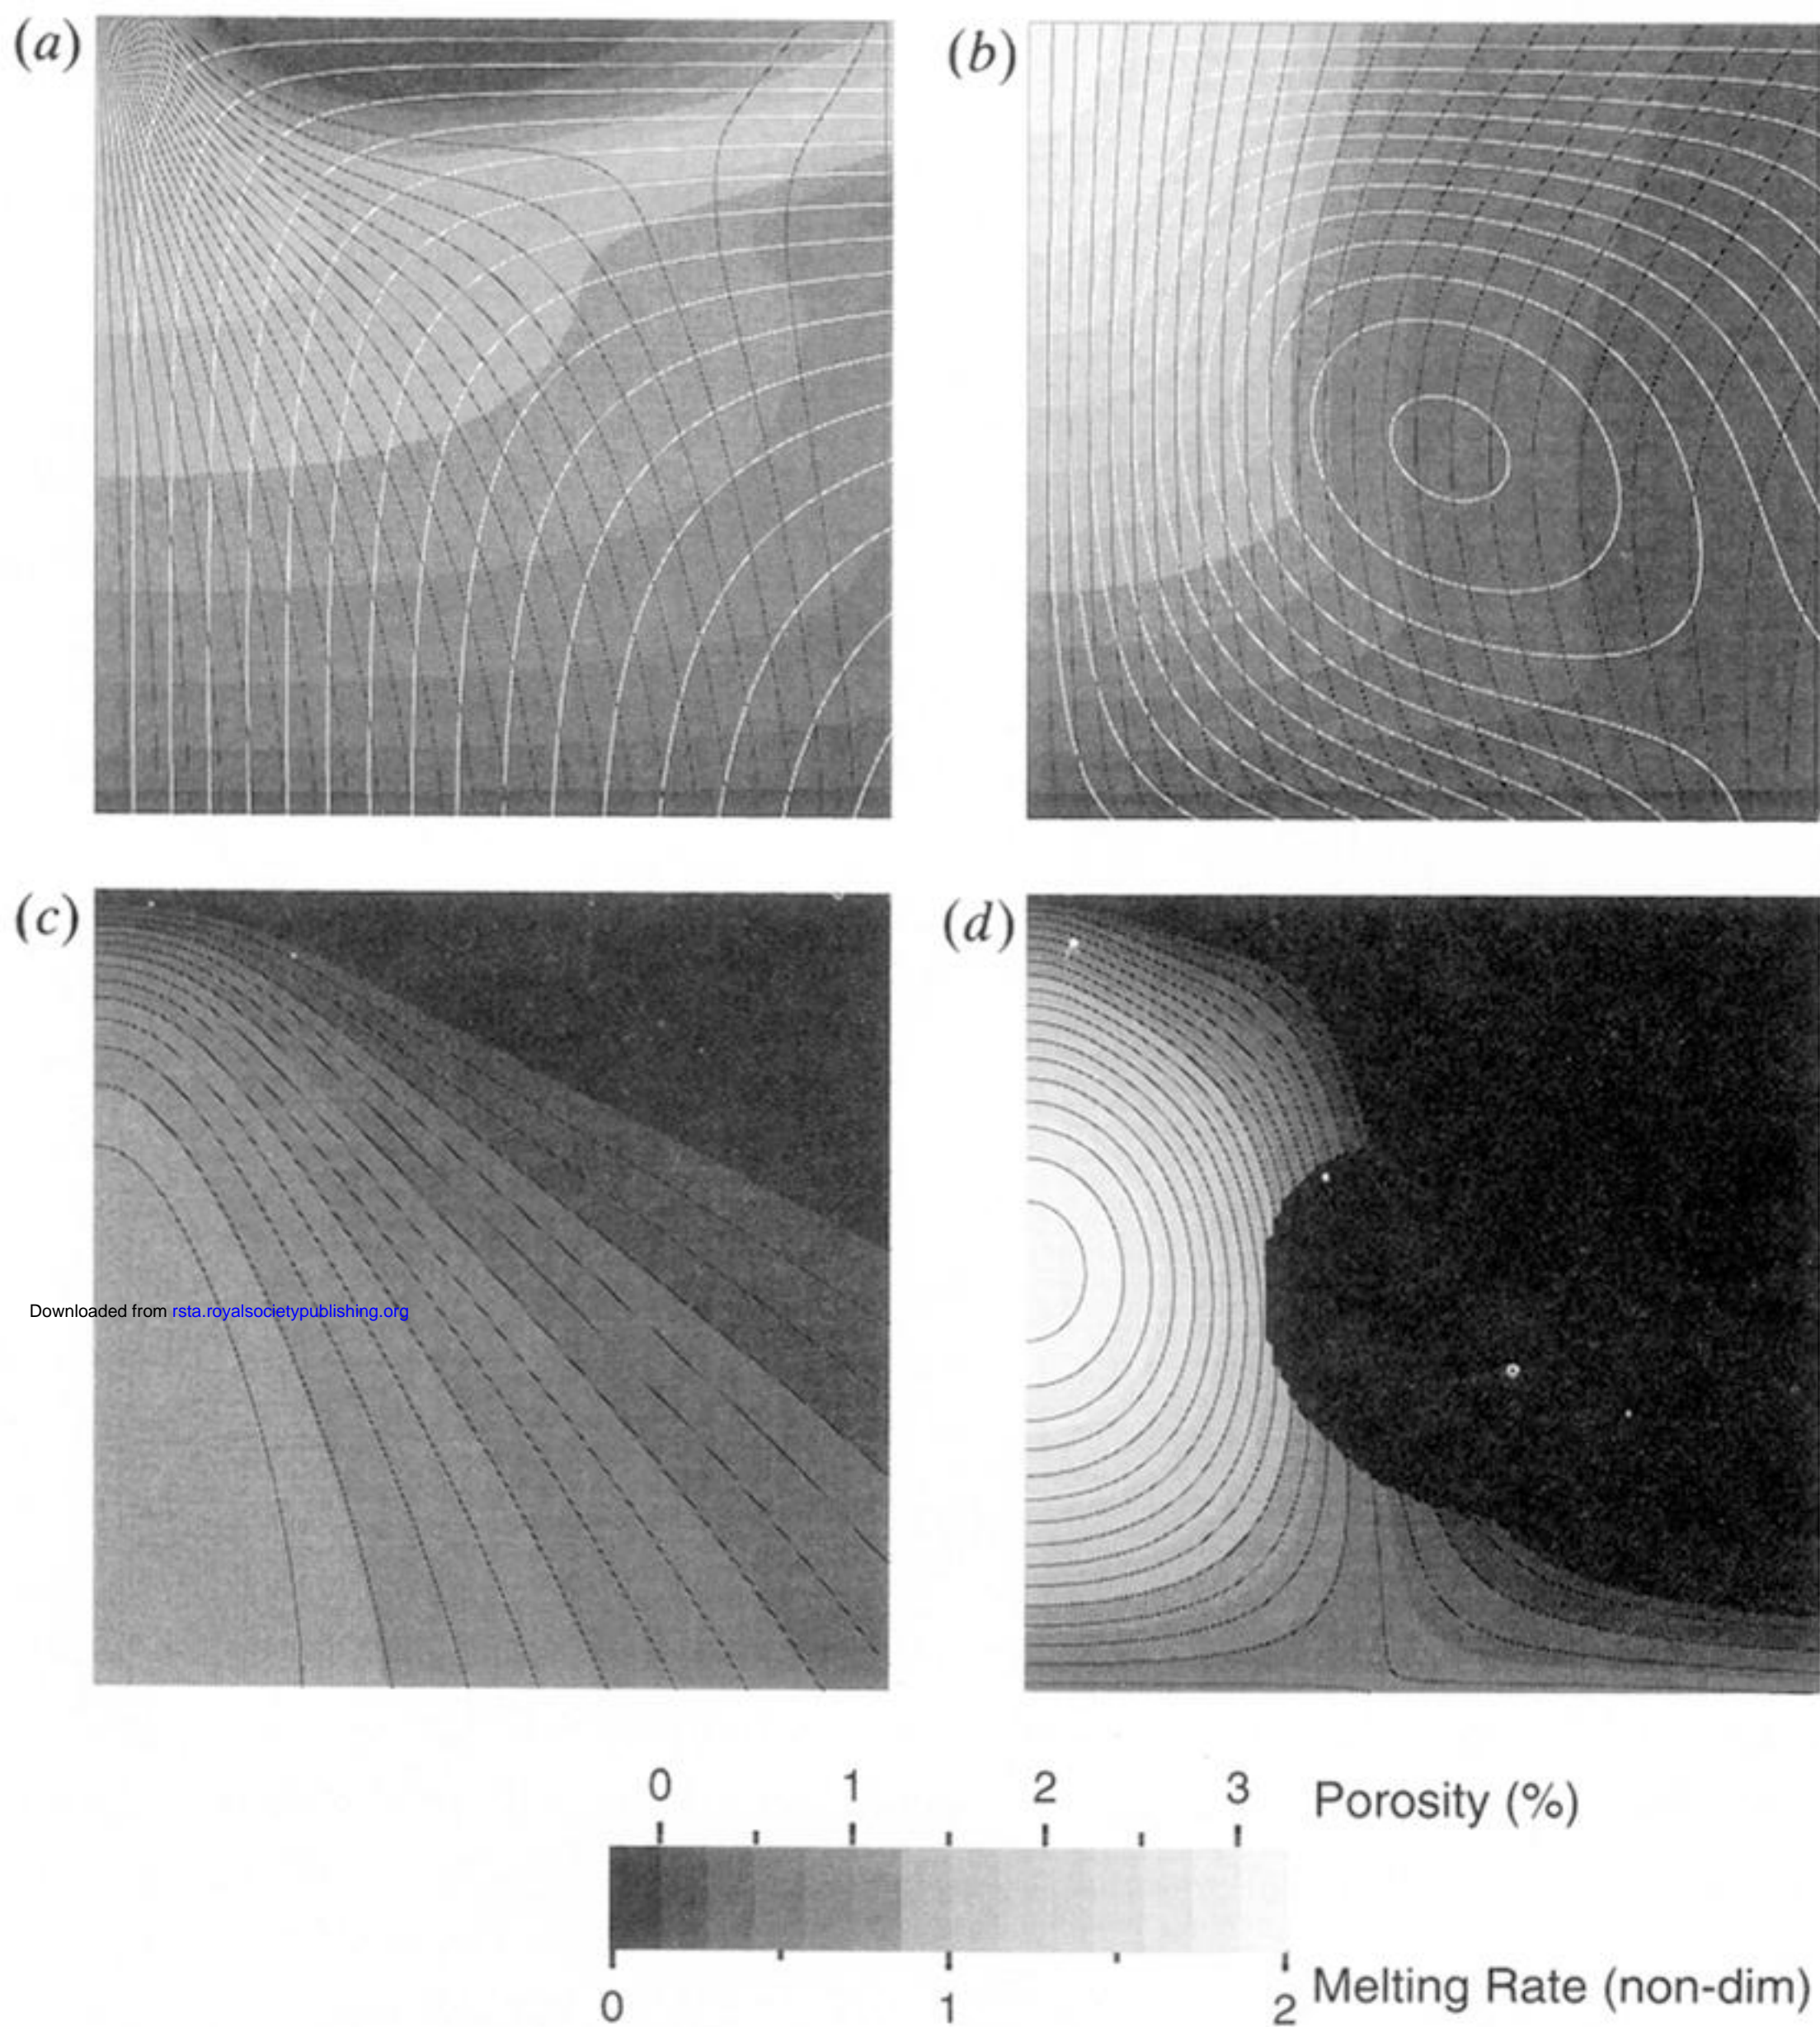 (a)
(b)
(c)
(d)
Downloaded from rsta.royalsocietypublishing.org
0 1 2 3 Porosity (%)
0 1 2 Melting Rate (non-dim)